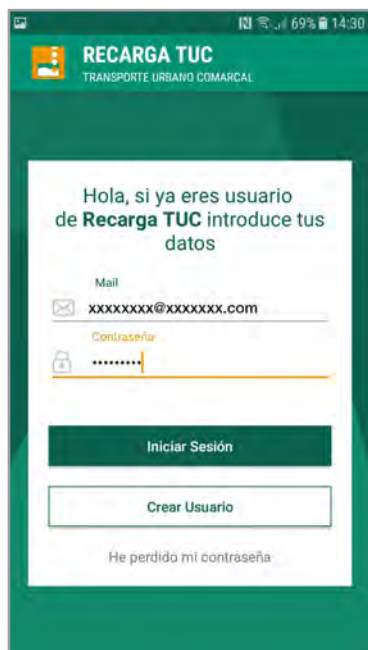 69% 14:30
RECARGA TUC
TRANSPORTE URBANO COMARCAL
Hola, si ya eres usuario
de Recarga TUC introduce tus
datos
Mail
xxxxxxxx@xxxxxxx.com
Contraseña
•••••••••
Iniciar Sesión
Crear Usuario
He perdido mi contraseña